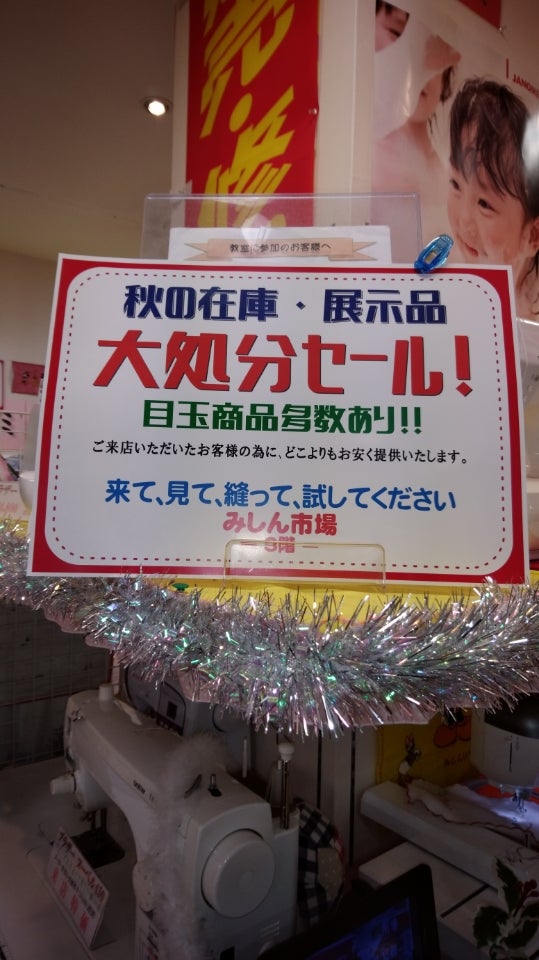 教室に参加のお客様へ
秋の在庫・展示品
大処分セール!
目玉商品多数あり!!
ご来店いただいたお客様の為に、どこよりもお安く提供いたします。
来て、見て、縫って、試してください
みしん市場
3階